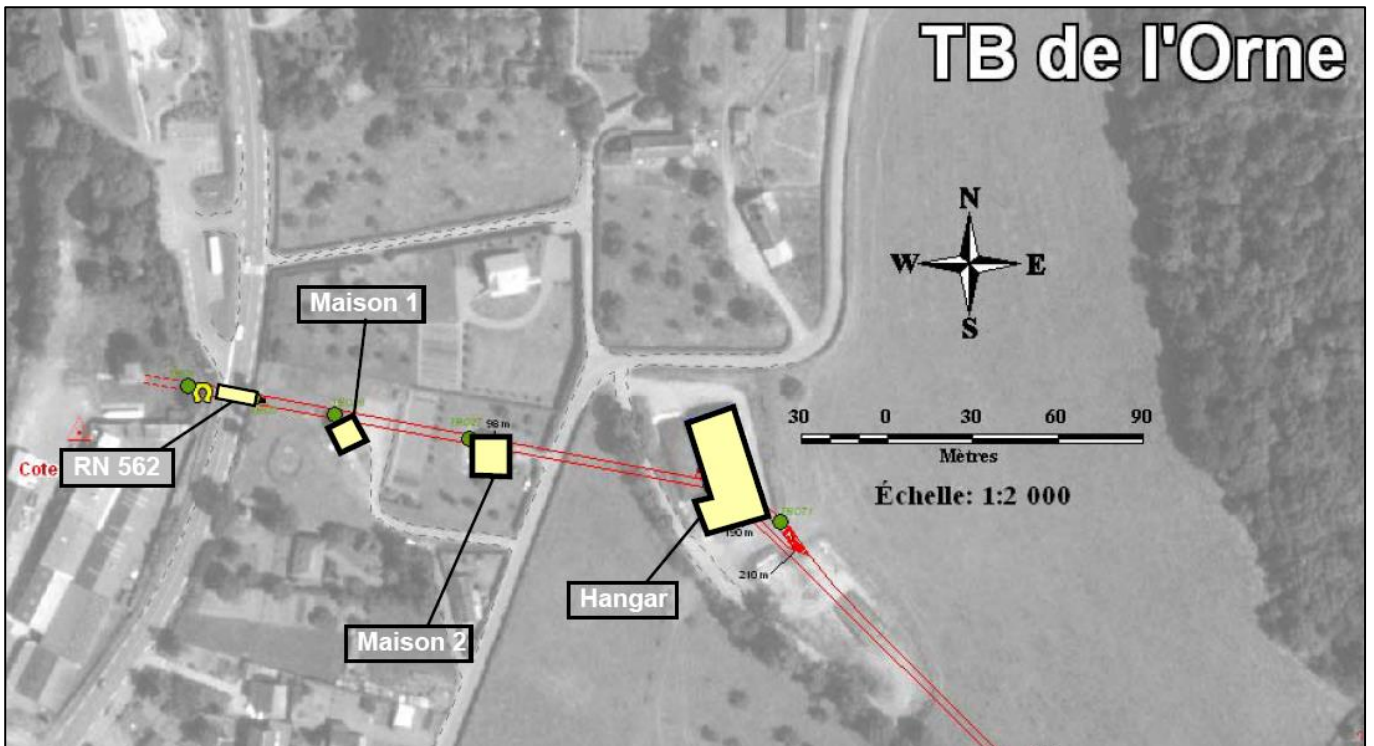 TB de l'Orne
N
W E
S
Maison 1
98 m
30 0 30 60 90
Mètres
Échelle: 1:2 000
Cote
RN 562
190 m
210 m
Hangar
Maison 2